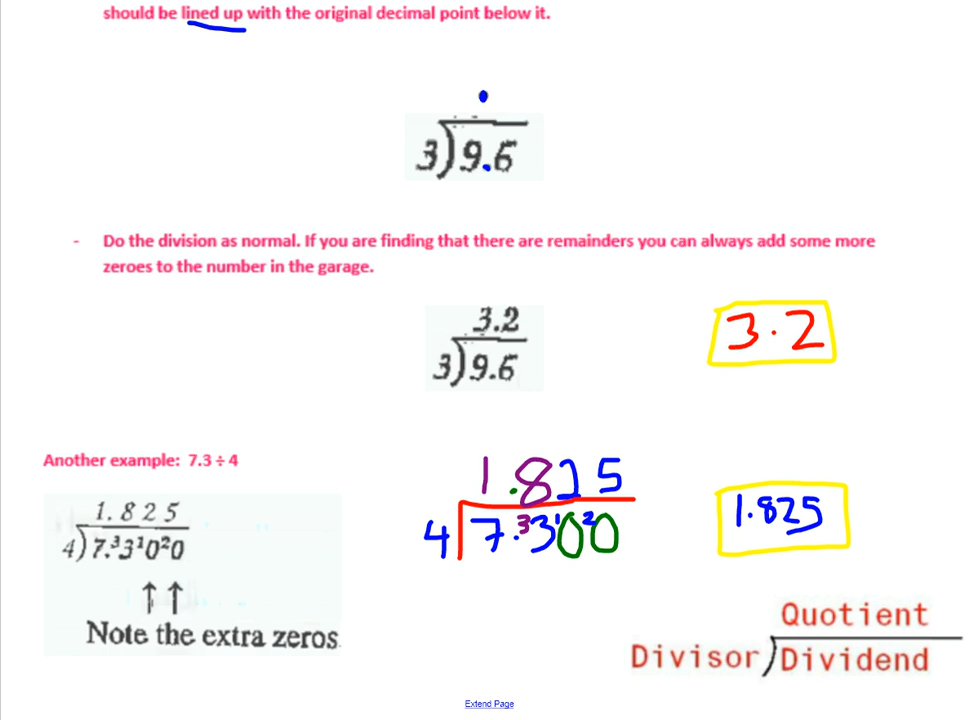 should be lined up with the original decimal point below it.
3)9.6
- Do the division as normal. If you are finding that there are remainders you can always add some more
zeroes to the number in the garage.
3.2
3)9.6
3.2
Another example: 7.3 ÷ 4
1.825
4)7.³3¹0²0
↑↑
Note the extra zeros.
1.825
4 7.³3¹0²0
1.825
Quotient
Divisor)Dividend
Extend Page